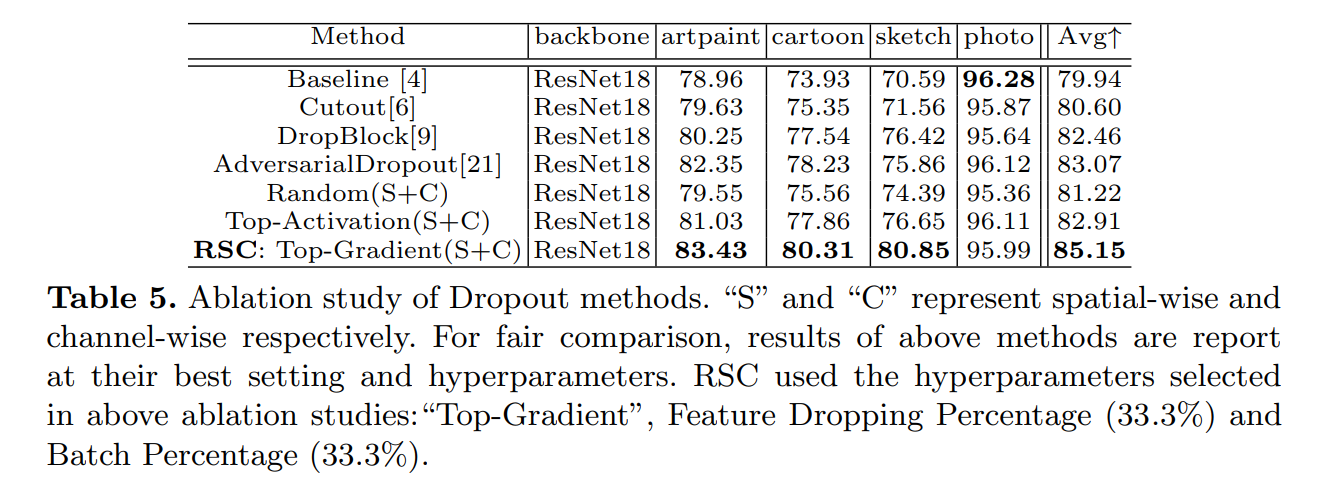 Method backbone artpaint cartoon sketch photo Avg↑
Baseline [4] ResNet18 78.96 73.93 70.59 96.28 79.94
Cutout[6] ResNet18 79.63 75.35 71.56 95.87 80.60
DropBlock[9] ResNet18 80.25 77.54 76.42 95.64 82.46
AdversarialDropout[21] ResNet18 82.35 78.23 75.86 96.12 83.07
Random(S+C) ResNet18 79.55 75.56 74.39 95.36 81.22
Top-Activation(S+C) ResNet18 81.03 77.86 76.65 96.11 82.91
RSC: Top-Gradient(S+C) ResNet18 83.43 80.31 80.85 95.99 85.15
Table 5. Ablation study of Dropout methods. “S” and “C” represent spatial-wise and
channel-wise respectively. For fair comparison, results of above methods are report
at their best setting and hyperparameters. RSC used the hyperparameters selected
in above ablation studies:“Top-Gradient”, Feature Dropping Percentage (33.3%) and
Batch Percentage (33.3%).